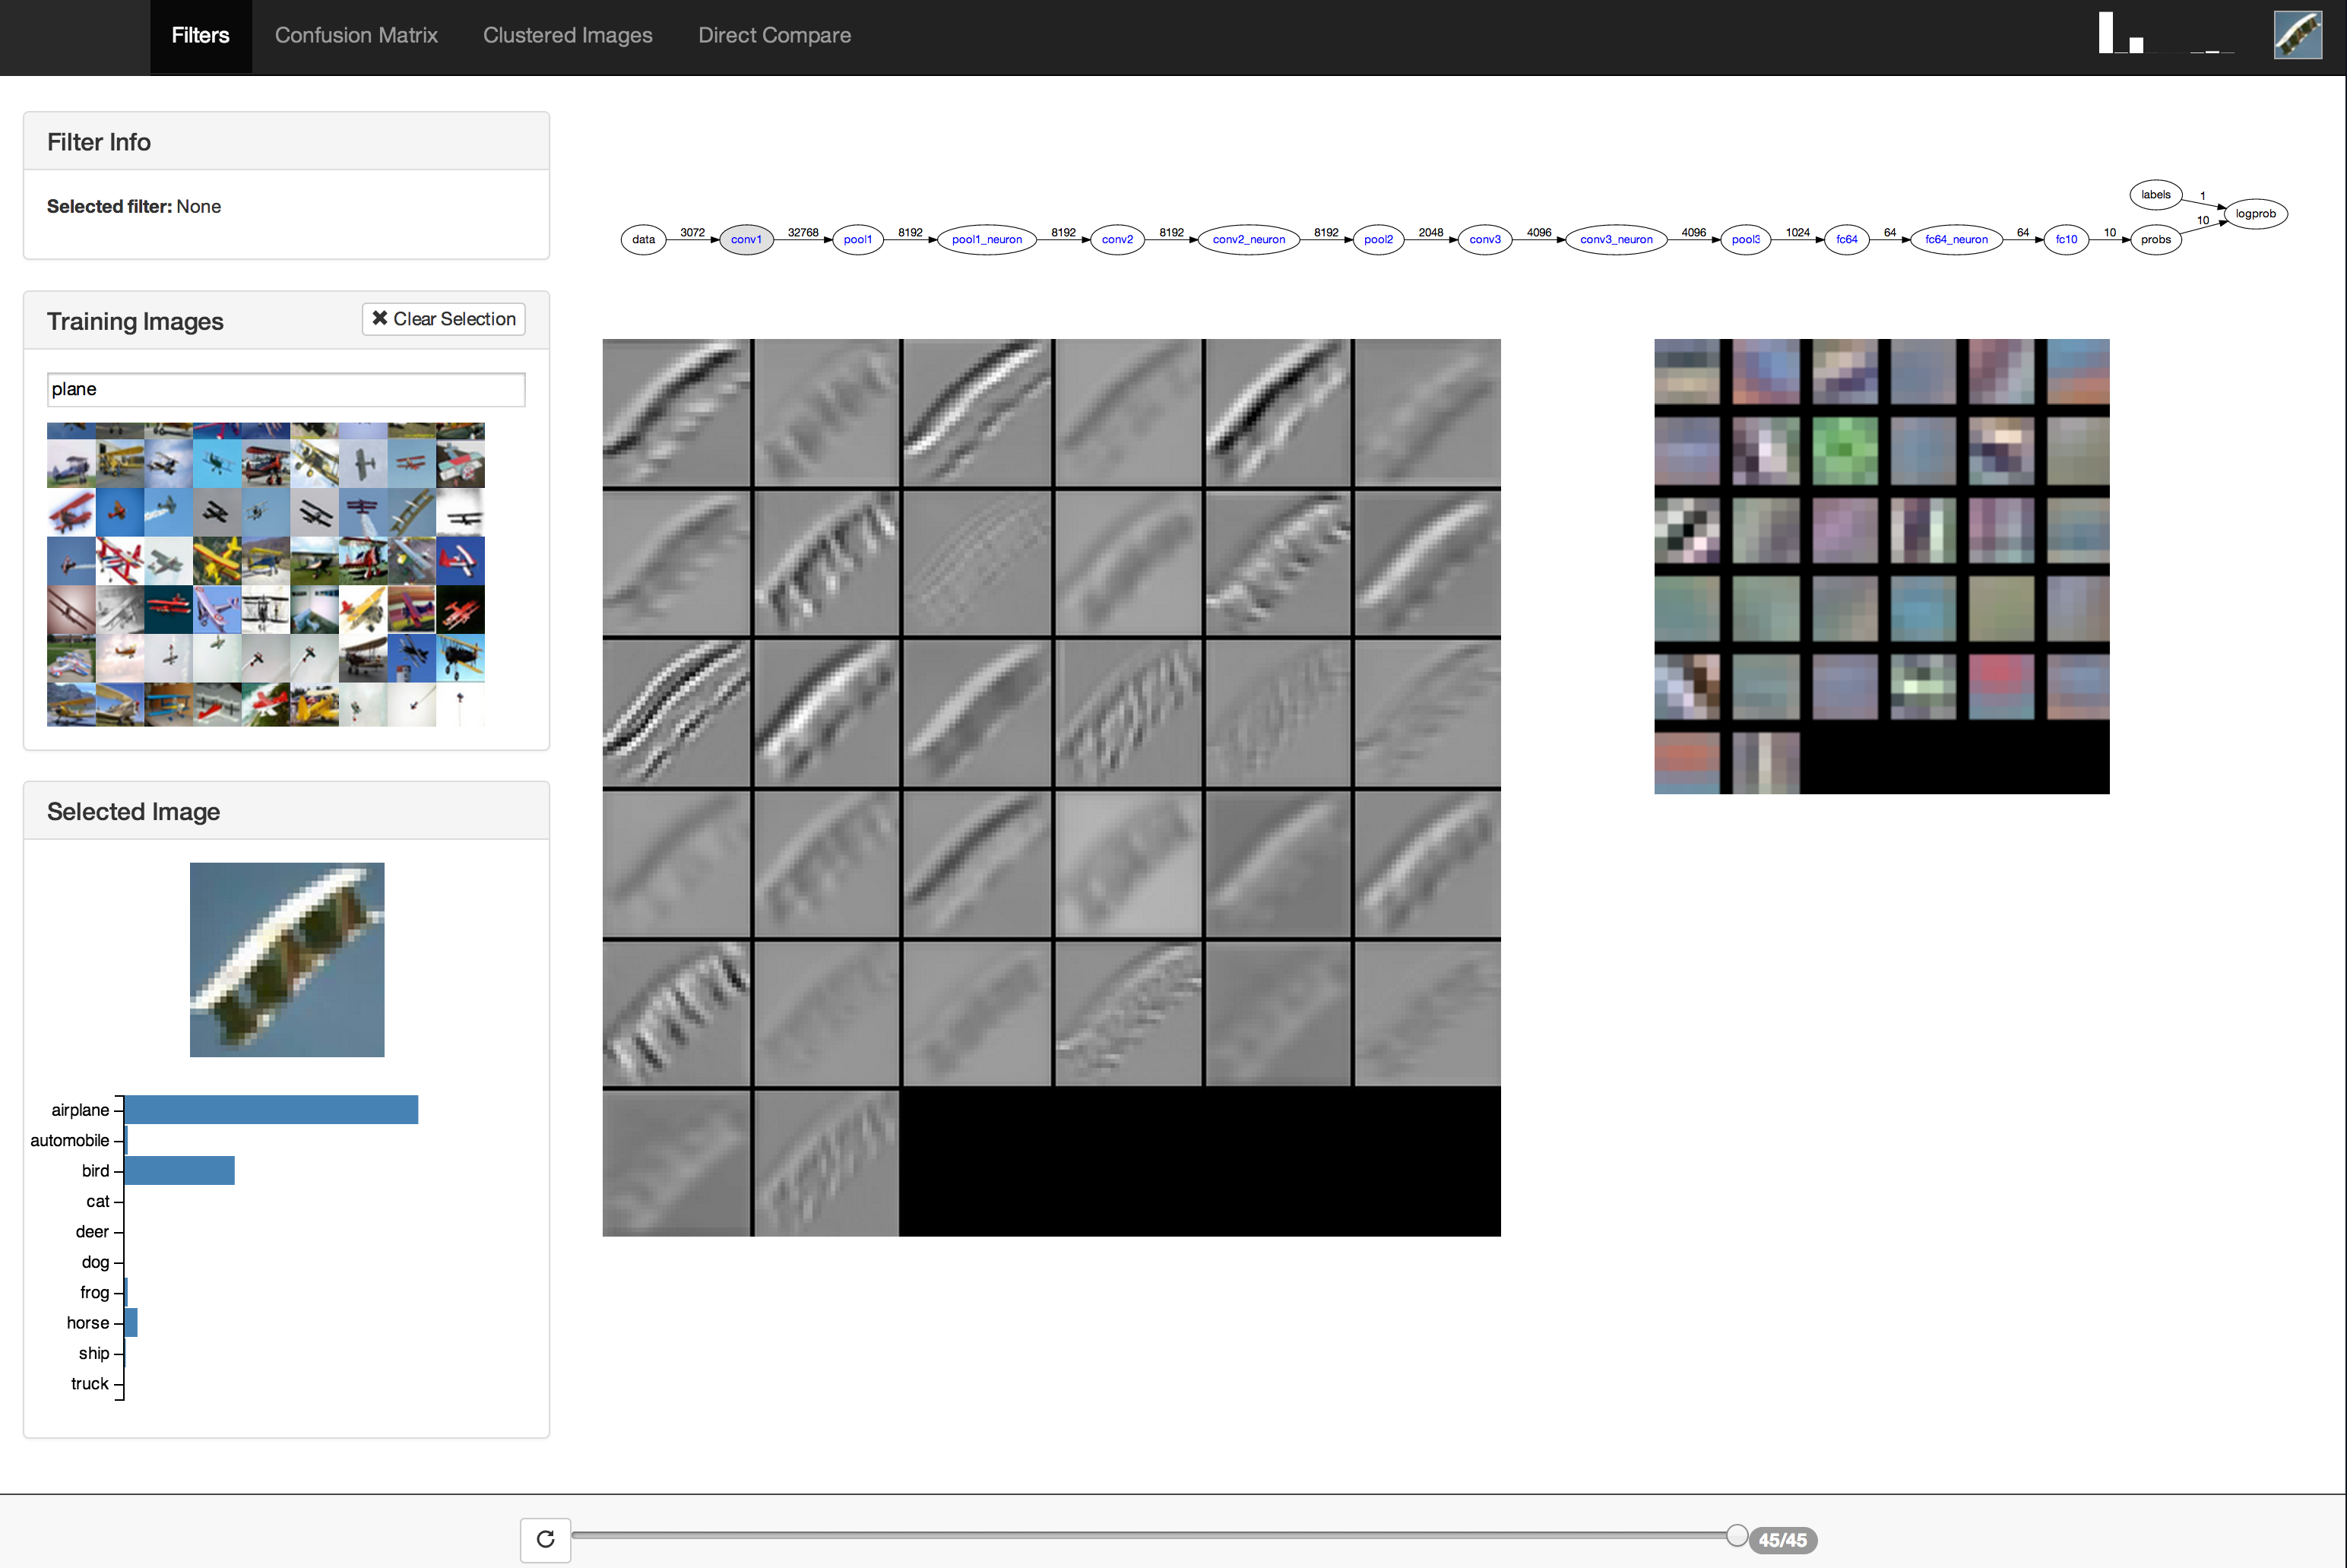 Filters Confusion Matrix Clustered Images Direct Compare
Filter Info
Selected filter: None
Training Images
✖ Clear Selection
plane
Selected Image
airplane
automobile
bird
cat
deer
dog
frog
horse
ship
truck
labels 1 logprob
10
data 3072 conv1 32768 pool1 8192 pool1_neuron 8192 conv2 8192 conv2_neuron 8192 pool2 2048 conv3 4096 conv3_neuron 4096 pool3 1024 fc64 64 fc64_neuron 64 fc10 10 probs
45/45